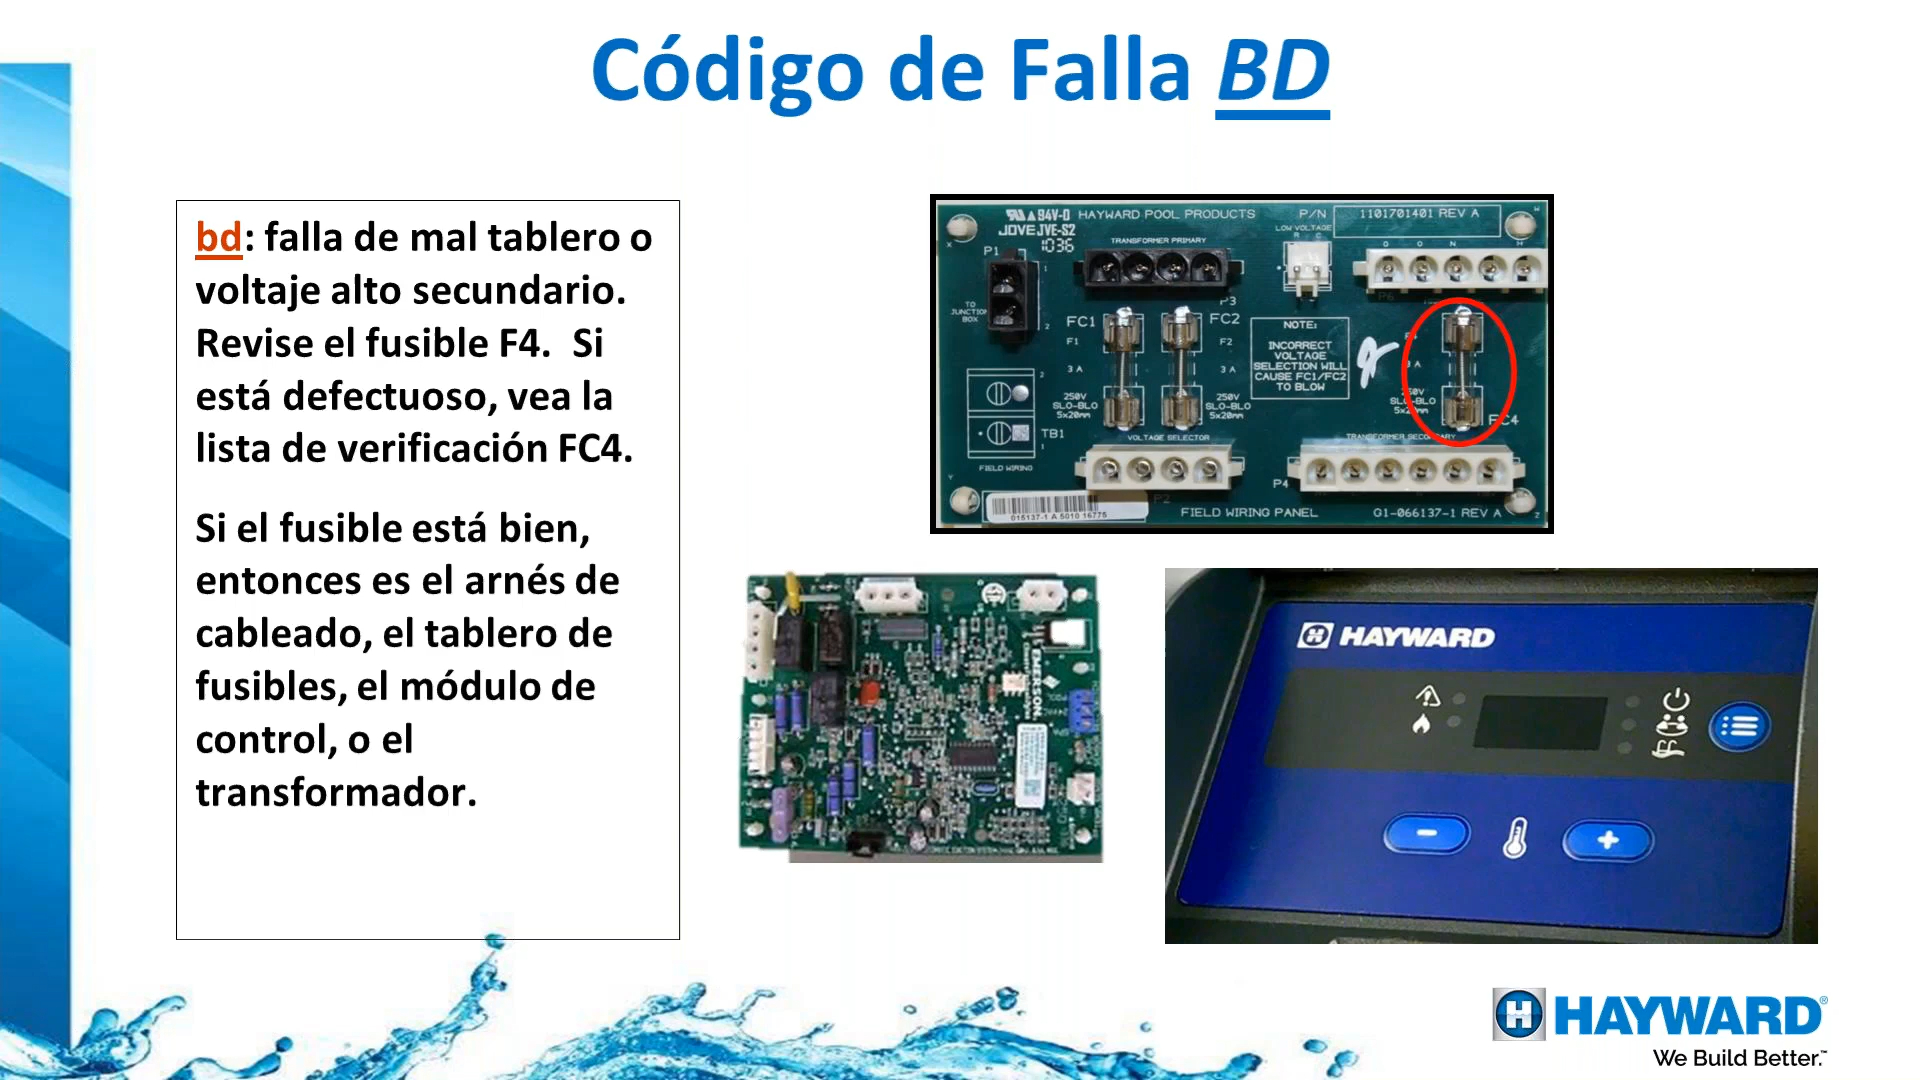 Código de Falla BD
bd: falla de mal tablero o
voltaje alto secundario.
Revise el fusible F4. Si
está defectuoso, vea la
lista de verificación FC4.
Si el fusible está bien,
entonces es el arnés de
cableado, el tablero de
fusibles, el módulo de
control, o el
transformador.
94V-0 HAYWARD POOL PRODUCTS
P/N 1101701401 REV A
JOVE JVE-S2
1036
LOW VOLTAGE
R C
P1
TRANSFORMER PRIMARY
TO
JUNCTION
BOX
P3
P6
FC1
FC2
F1
F2
3 A
3 A
3 A
250V
SLO-BLO
5x20mm
250V
SLO-BLO
5x20mm
250V
SLO-BLO
5x20mm
NOTE:
INCORRECT
VOLTAGE
SELECTION WILL
CAUSE FC1/FC2
TO BLOW
FC4
TB1
FIELD WIRING
VOLTAGE SELECTOR
TRANSFORMER SECONDARY
P2
P4
015137-1 A 5010 16775
FIELD WIRING PANEL
G1-066137-1 REV A
EMERSON
HAYWARD
- +
HAYWARD®
We Build Better.™